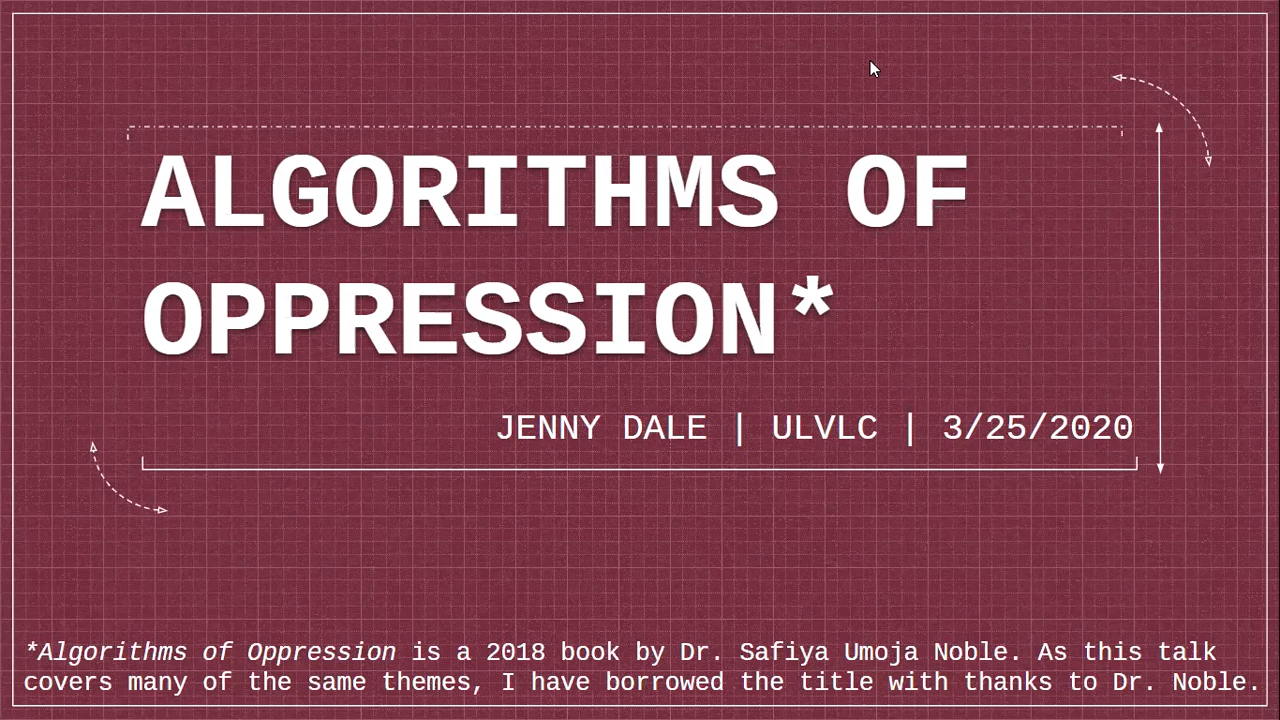 ALGORITHMS OF
OPPRESSION*
JENNY DALE | ULVLC | 3/25/2020
*Algorithms of Oppression is a 2018 book by Dr. Safiya Umoja Noble. As this talk
covers many of the same themes, I have borrowed the title with thanks to Dr. Noble.